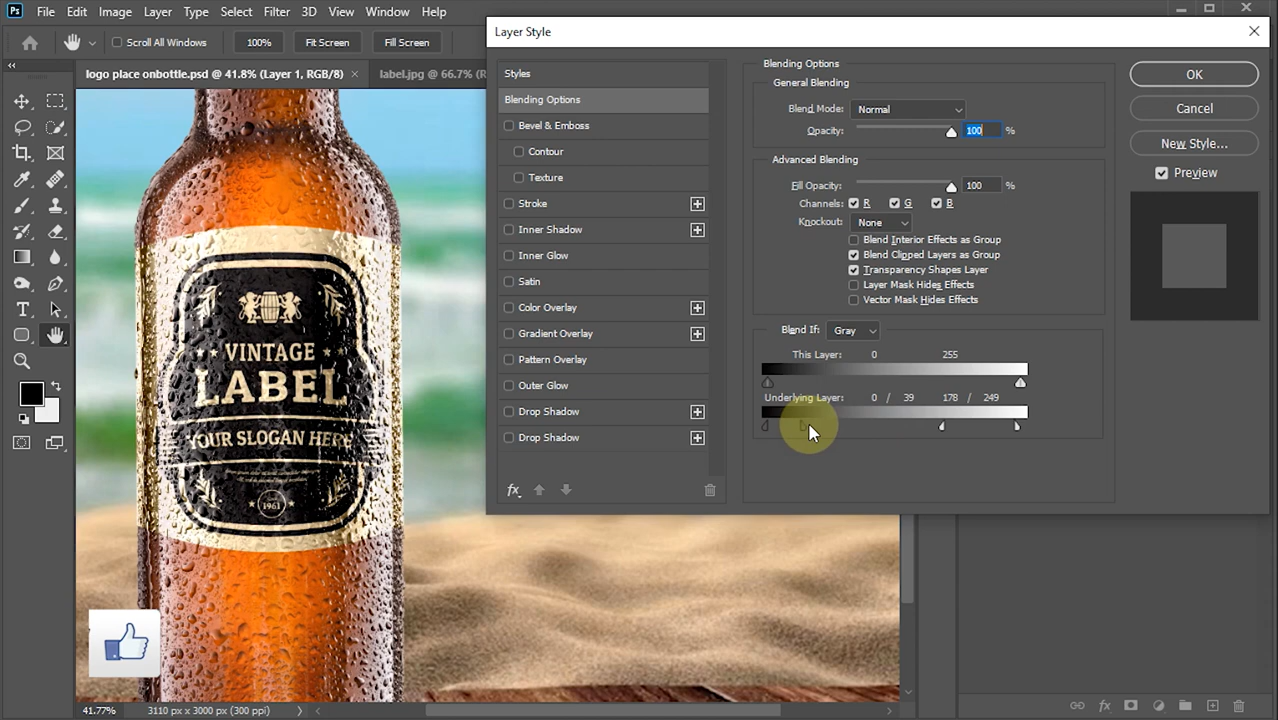 Ps File Edit Image Layer Type Select Filter 3D View Window Help
Scroll All Windows 100% Fit Screen Fill Screen
logo place onbottle.psd @ 41.8% (Layer 1, RGB/8) × label.jpg @ 66.7% (R
VINTAGE
LABEL
YOUR SLOGAN HERE
1961
41.77% 3110 px x 3000 px (300 ppi)
Layer Style
Styles
Blending Options
Bevel & Emboss
Contour
Texture
Stroke
Inner Shadow
Inner Glow
Satin
Color Overlay
Gradient Overlay
Pattern Overlay
Outer Glow
Drop Shadow
Drop Shadow
fx
Blending Options
General Blending
Blend Mode: Normal
Opacity: 100 %
Advanced Blending
Fill Opacity: 100 %
Channels: R G B
Knockout: None
Blend Interior Effects as Group
Blend Clipped Layers as Group
Transparency Shapes Layer
Layer Mask Hides Effects
Vector Mask Hides Effects
Blend If: Gray
This Layer: 0 255
Underlying Layer: 0 / 39 178 / 249
OK
Cancel
New Style...
Preview
fx